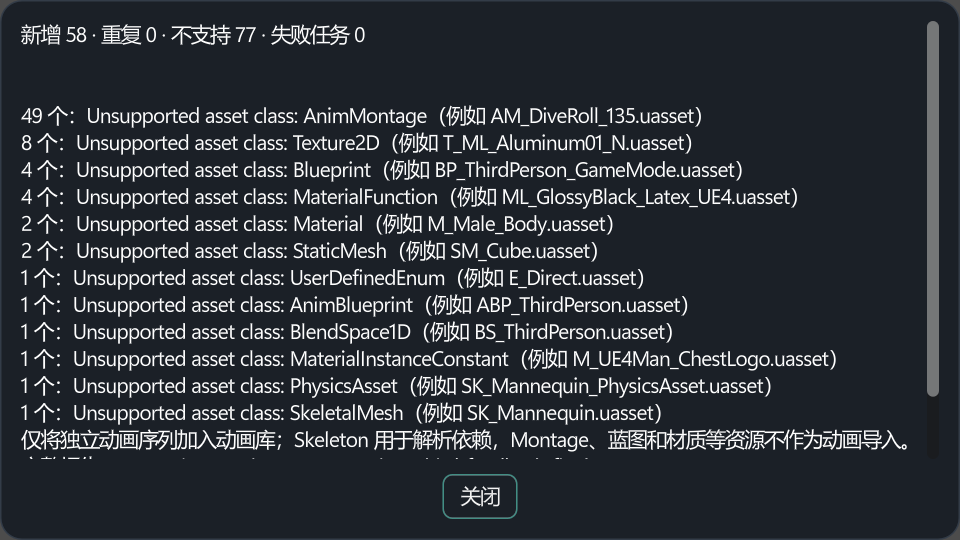 新增 58 · 重复 0 · 不支持 77 · 失败任务 0
49 个：Unsupported asset class: AnimMontage（例如 AM_DiveRoll_135.uasset）
8 个：Unsupported asset class: Texture2D（例如 T_ML_Aluminum01_N.uasset）
4 个：Unsupported asset class: Blueprint（例如 BP_ThirdPerson_GameMode.uasset）
4 个：Unsupported asset class: MaterialFunction（例如 ML_GlossyBlack_Latex_UE4.uasset）
2 个：Unsupported asset class: Material（例如 M_Male_Body.uasset）
2 个：Unsupported asset class: StaticMesh（例如 SM_Cube.uasset）
1 个：Unsupported asset class: UserDefinedEnum（例如 E_Direct.uasset）
1 个：Unsupported asset class: AnimBlueprint（例如 ABP_ThirdPerson.uasset）
1 个：Unsupported asset class: BlendSpace1D（例如 BS_ThirdPerson.uasset）
1 个：Unsupported asset class: MaterialInstanceConstant（例如 M_UE4Man_ChestLogo.uasset）
1 个：Unsupported asset class: PhysicsAsset（例如 SK_Mannequin_PhysicsAsset.uasset）
1 个：Unsupported asset class: SkeletalMesh（例如 SK_Mannequin.uasset）
仅将独立动画序列加入动画库；Skeleton 用于解析依赖，Montage、蓝图和材质等资源不作为动画导入。
关闭